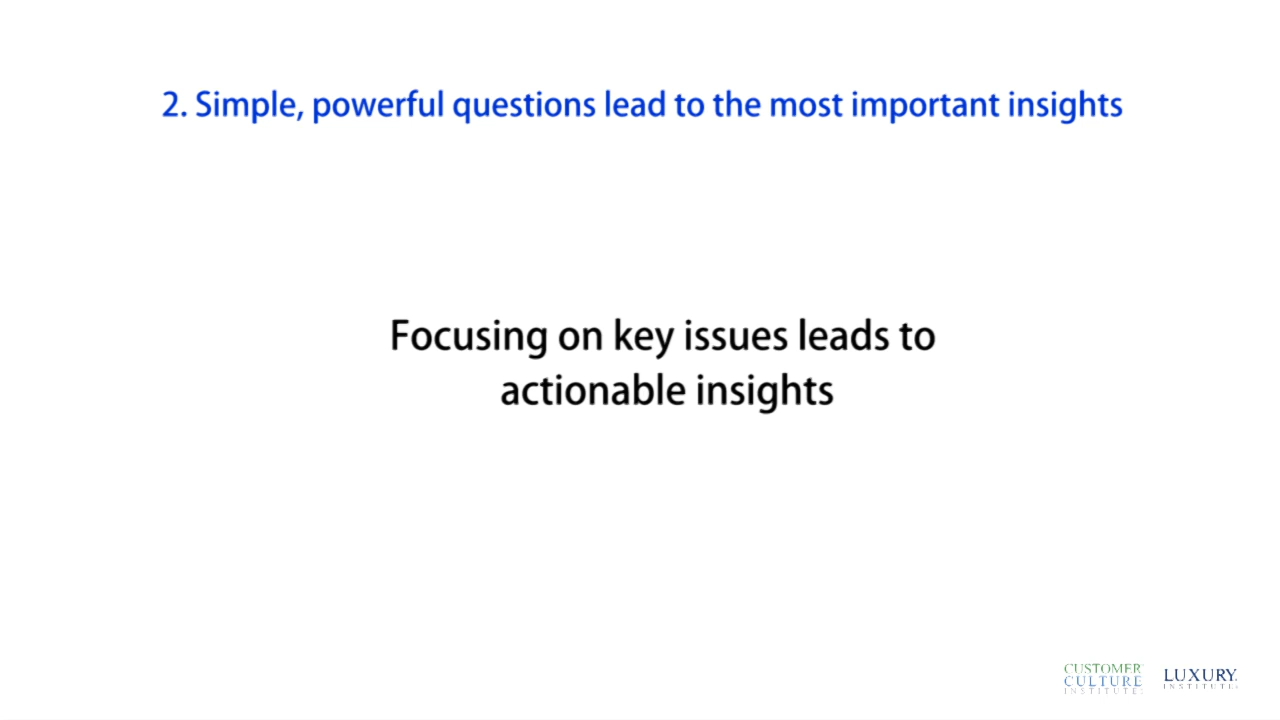 2. Simple, powerful questions lead to the most important insights
Focusing on key issues leads to
actionable insights
CUSTOMER
CULTURE
INSTITUTE
LUXURY
INSTITUTE